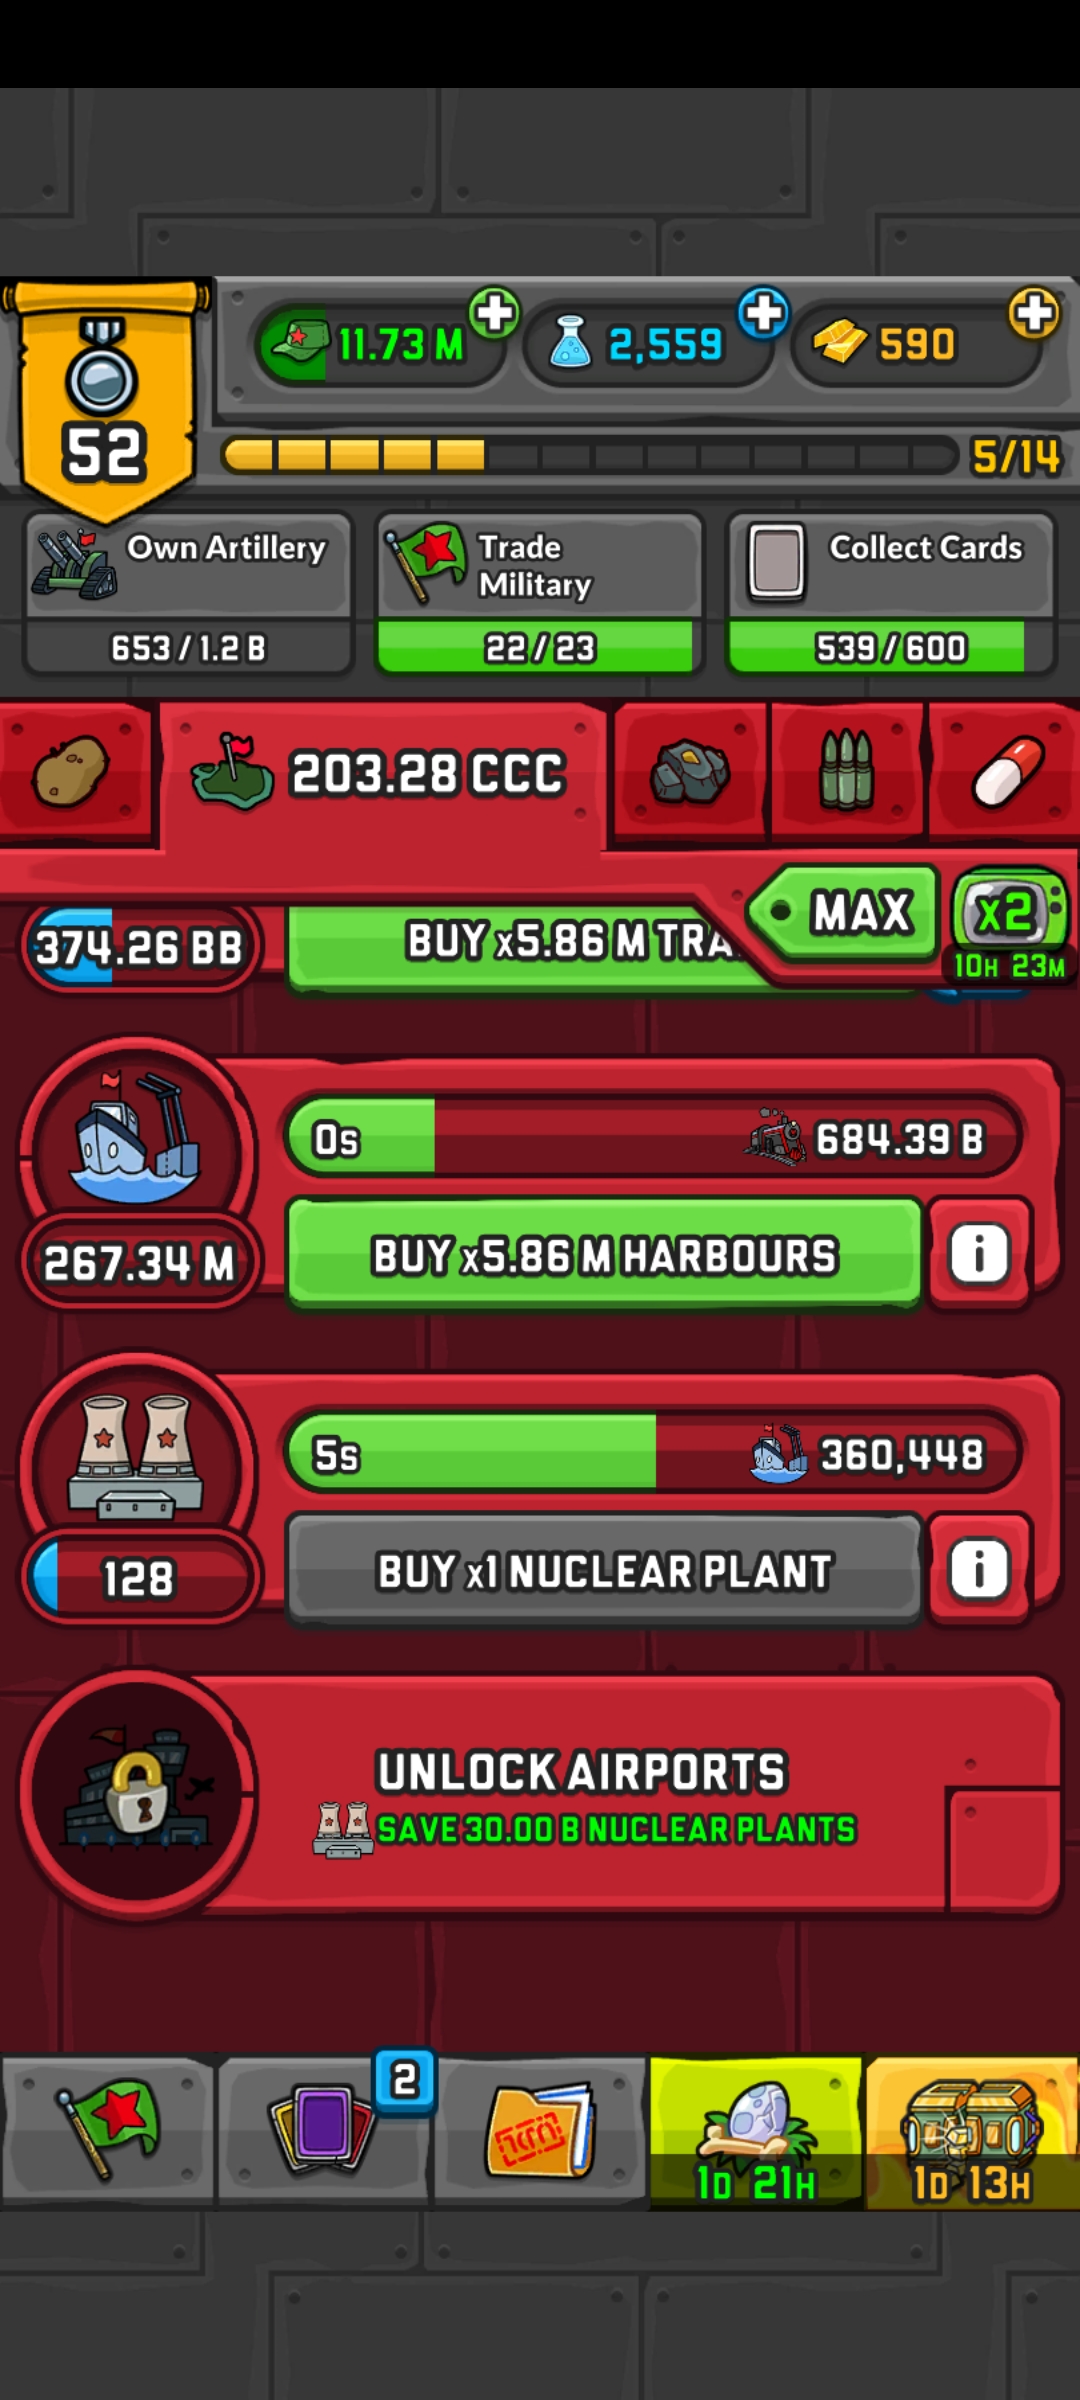 11.73 M
2,559
590
52
5/14
Own Artillery
653 / 1.2 B
Trade
Military
22 / 23
Collect Cards
539 / 600
203.28 CCC
MAX
x2
10H 23M
374.26 BB
BUY x5.86 M TRA
0s
684.39 B
267.34 M
BUY x5.86 M HARBOURS
i
5s
360,448
128
BUY x1 NUCLEAR PLANT
i
UNLOCK AIRPORTS
SAVE 30.00 B NUCLEAR PLANTS
2
1D 21H
1D 13H